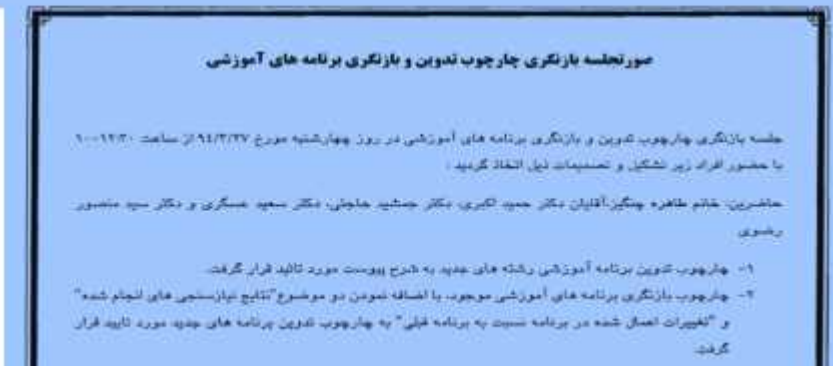 صورتجلسه بازنگری چارچوب تدوین و بازنگری برنامه های آموزشی
جلسه بازنگری چارچوب تدوین و بازنگری برنامه های آموزشی در روز چهارشنبه مورخ ۹۴/۳/۲۷ از ساعت ۱۲:۳۰-۱۰
با حضور افراد زیر تشکیل و تصمیمات ذیل اتخاذ گردید :
حاضرین: خانم طاهره چنگیز، آقایان دکتر حمید اکبری، دکتر جمشید حاجتی، دکتر سعید عسگری و دکتر سید منصور
رضوی
۱- چارچوب تدوین برنامه آموزشی رشته های جدید به شرح پیوست مورد تائید قرار گرفت.
۲- چارچوب بازنگری برنامه های آموزشی موجود، با اضافه نمودن دو موضوع "نتایج نیازسنجی های انجام شده"
و "تغییرات اعمال شده در برنامه نسبت به برنامه قبلی" به چارچوب تدوین برنامه های جدید مورد تایید قرار
گرفت.